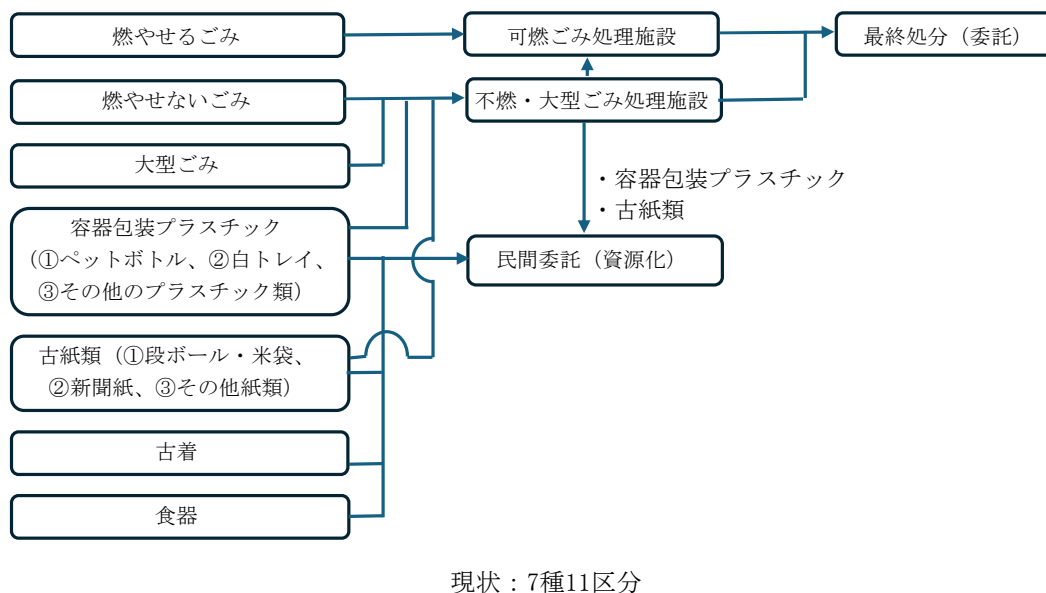 燃やせるごみ
可燃ごみ処理施設
最終処分（委託）
燃やせないごみ
不燃・大型ごみ処理施設
大型ごみ
・容器包装プラスチック
・古紙類
容器包装プラスチック
（①ペットボトル、②白トレイ、
③その他のプラスチック類）
民間委託（資源化）
古紙類（①段ボール・米袋、
②新聞紙、③その他紙類）
古着
食器
現状：7種11区分